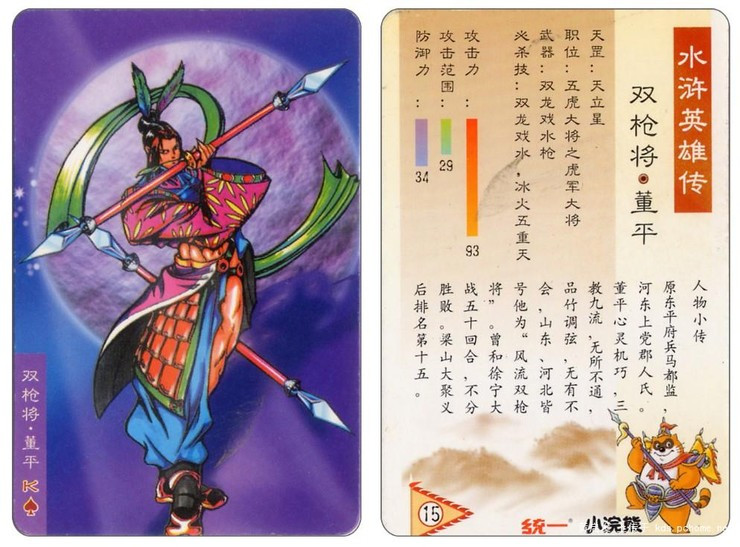 双枪将·董平
K
水浒英雄传
双枪将·董平
天罡：天立星
职位：五虎大将之虎军大将
武器：双龙戏水枪
必杀技：双龙戏水，冰火五重天
攻击力：
93
攻击范围：
29
防御力：
34
人物小传
原东平府兵马都监，
河东上党郡人氏。
董平心灵机巧，三
教九流，无所不通，
品竹调弦，无有不
会，山东、河北皆
号他为“风流双枪
将”。曾和徐宁大
战五十回合，不分
胜败。梁山大聚义
后排名第十五。
15
统一®小浣熊